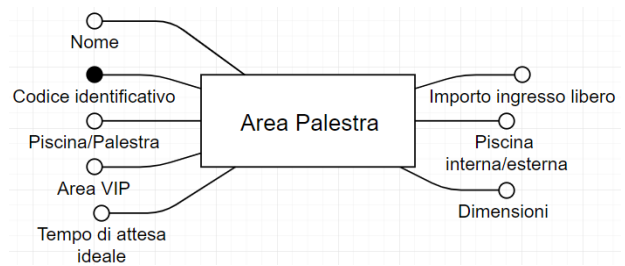 Nome
Codice identificativo
Piscina/Palestra
Area VIP
Tempo di attesa
ideale
Area Palestra
Importo ingresso libero
Piscina
interna/esterna
Dimensioni